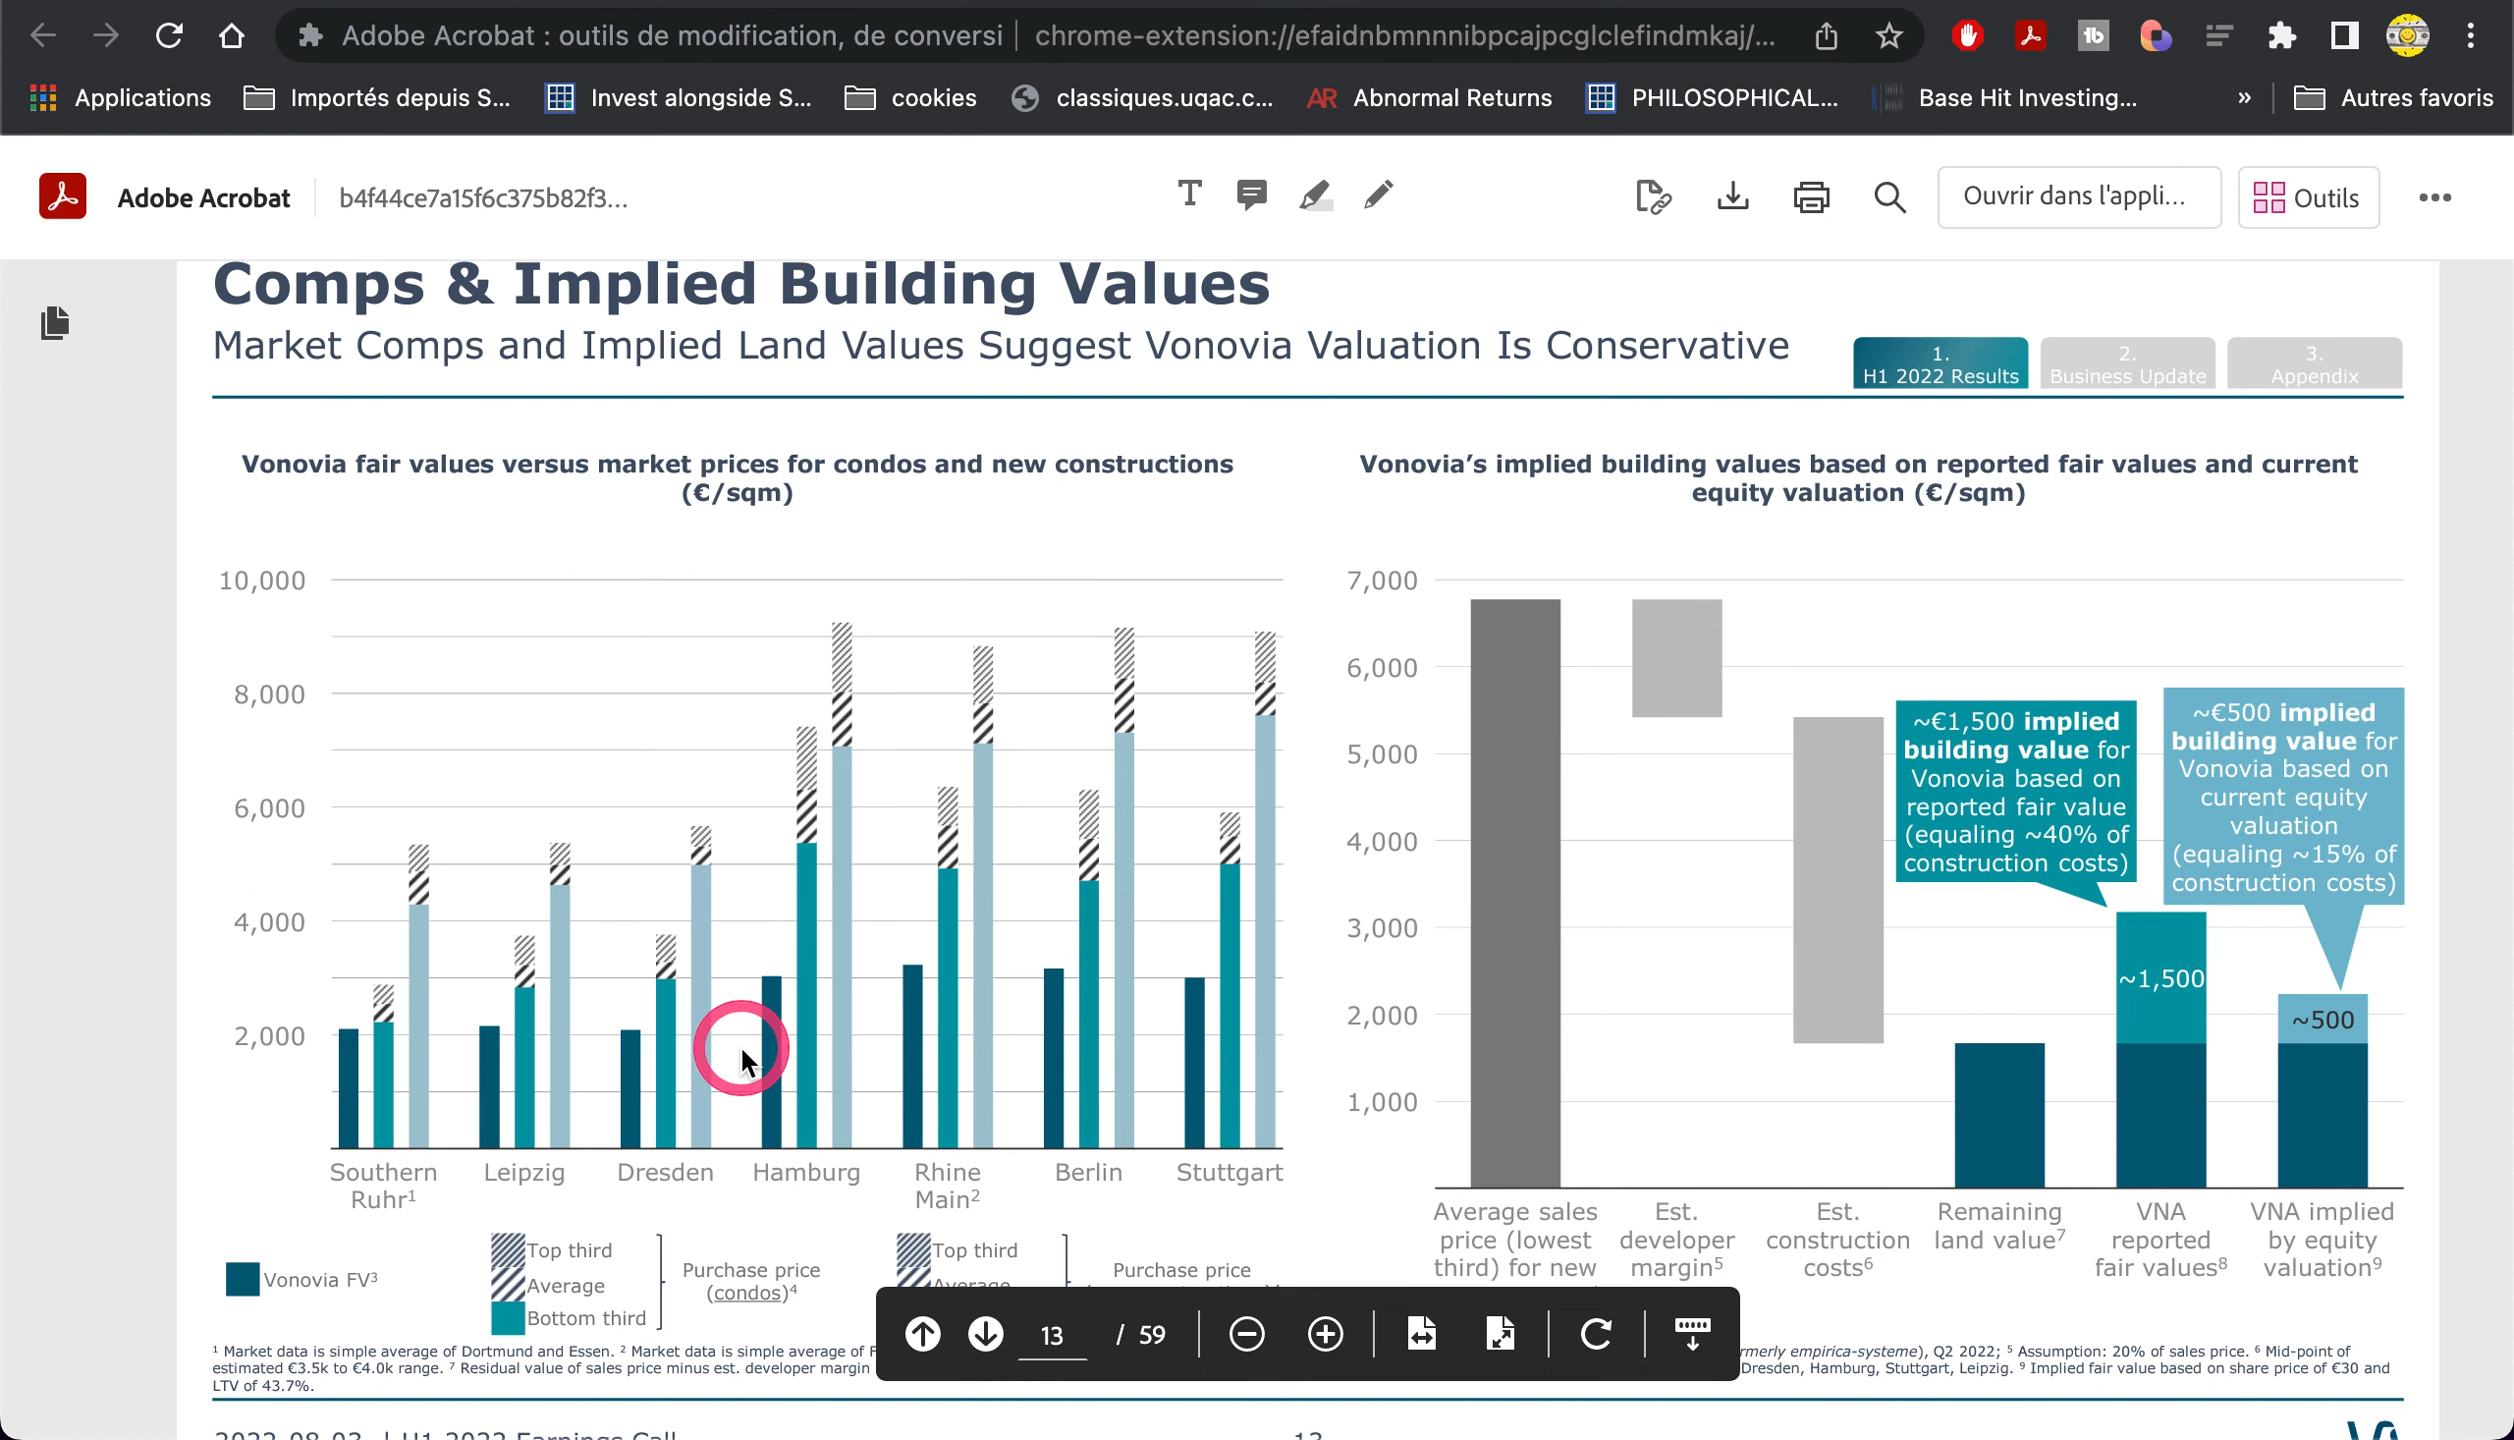 Adobe Acrobat : outils de modification, de conversi
chrome-extension://efaidnbmnnnibpcajpcglclefindmkaj/...
Applications
Importés depuis S...
Invest alongside S...
cookies
classiques.uqac.c...
AR Abnormal Returns
PHILOSOPHICAL...
Base Hit Investing...
»
Autres favoris
Adobe Acrobat
b4f44ce7a15f6c375b82f3...
Ouvrir dans l'appli...
Outils
Comps & Implied Building Values
Market Comps and Implied Land Values Suggest Vonovia Valuation Is Conservative
1.
H1 2022 Results
2.
Business Update
3.
Appendix
Vonovia fair values versus market prices for condos and new constructions
(€/sqm)
10,000
8,000
6,000
4,000
2,000
Southern
Ruhr¹
Leipzig
Dresden
Hamburg
Rhine
Main²
Berlin
Stuttgart
Vonovia FV³
Top third
Average
Bottom third
Purchase price
(condos)⁴
Top third
Average
Purchase price
Vonovia's implied building values based on reported fair values and current
equity valuation (€/sqm)
7,000
6,000
5,000
4,000
3,000
2,000
1,000
~€1,500 implied
building value for
Vonovia based on
reported fair value
(equaling ~40% of
construction costs)
~€500 implied
building value for
Vonovia based on
current equity
valuation
(equaling ~15% of
construction costs)
~1,500
~500
Average sales
price (lowest
third) for new
Est.
developer
margin⁵
Est.
construction
costs⁶
Remaining
land value⁷
VNA
reported
fair values⁸
VNA implied
by equity
valuation⁹
13 / 59
¹ Market data is simple average of Dortmund and Essen. ² Market data is simple average of F
rmerly empirica-systeme), Q2 2022; ⁵ Assumption: 20% of sales price. ⁶ Mid-point of
estimated €3.5k to €4.0k range. ⁷ Residual value of sales price minus est. developer margin
Dresden, Hamburg, Stuttgart, Leipzig. ⁹ Implied fair value based on share price of €30 and
LTV of 43.7%.
2022-08-03 | H1 2022 Earnings Call
13